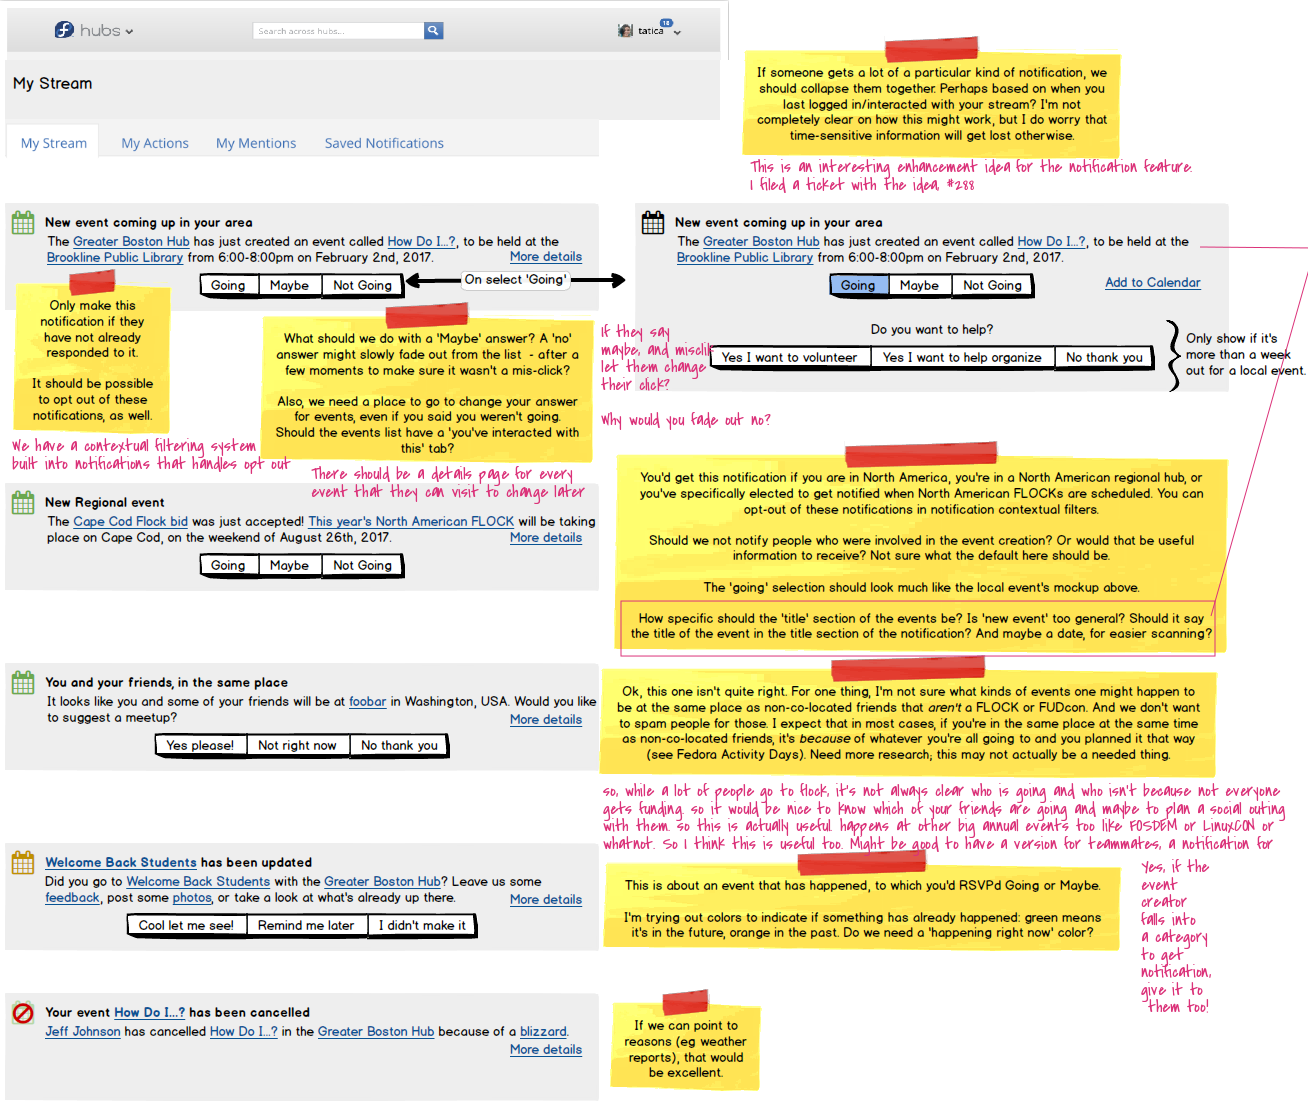 hubs
Search across hubs...
tatica
18
My Stream
My Stream
My Actions
My Mentions
Saved Notifications
If someone gets a lot of a particular kind of notification, we
should collapse them together. Perhaps based on when you
last logged in/interacted with your stream? I'm not
completely clear on how this might work, but I do worry that
time-sensitive information will get lost otherwise.
This is an interesting enhancement idea for the notification feature.
I filed a ticket with the idea, #288
New event coming up in your area
The Greater Boston Hub has just created an event called How Do I...?, to be held at the
Brookline Public Library from 6:00-8:00pm on February 2nd, 2017.
More details
Going
Maybe
Not Going
On select 'Going'
New event coming up in your area
The Greater Boston Hub has just created an event called How Do I...?, to be held at the
Brookline Public Library from 6:00-8:00pm on February 2nd, 2017.
Going
Maybe
Not Going
Add to Calendar
Do you want to help?
Yes I want to volunteer
Yes I want to help organize
No thank you
Only show if it's
more than a week
out for a local event.
Only make this
notification if they
have not already
responded to it.
It should be possible
to opt out of these
notifications, as well.
We have a contextual filtering system
built into notifications that handles opt out
What should we do with a 'Maybe' answer? A 'no'
answer might slowly fade out from the list - after a
few moments to make sure it wasn't a mis-click?
Also, we need a place to go to change your answer
for events, even if you said you weren't going.
Should the events list have a 'you've interacted with
this' tab?
There should be a details page for every
event that they can visit to change later
if they say
maybe, and misclik
let them change
their click?
Why would you fade out no?
New Regional event
The Cape Cod Flock bid was just accepted! This year's North American FLOCK will be taking
place on Cape Cod, on the weekend of August 26th, 2017.
More details
Going
Maybe
Not Going
You'd get this notification if you are in North America, you're in a North American regional hub, or
you've specifically elected to get notified when North American FLOCKs are scheduled. You can
opt-out of these notifications in notification contextual filters.
Should we not notify people who were involved in the event creation? Or would that be useful
information to receive? Not sure what the default here should be.
The 'going' selection should look much like the local event's mockup above.
How specific should the 'title' section of the events be? Is 'new event' too general? Should it say
the title of the event in the title section of the notification? And maybe a date, for easier scanning?
You and your friends, in the same place
It looks like you and some of your friends will be at foobar in Washington, USA. Would you like
to suggest a meetup?
More details
Yes please!
Not right now
No thank you
Ok, this one isn't quite right. For one thing, I'm not sure what kinds of events one might happen to
be at the same place as non-co-located friends that aren't a FLOCK or FUDcon. And we don't want
to spam people for those. I expect that in most cases, if you're in the same place at the same time
as non-co-located friends, it's because of whatever you're all going to and you planned it that way
(see Fedora Activity Days). Need more research; this may not actually be a needed thing.
so, while a lot of people go to flock, it's not always clear who is going and who isn't because not everyone
gets funding. so it would be nice to know which of your friends are going and maybe to plan a social outing
with them. so this is actually useful. happens at other big annual events too like FOSDEM or LinuxCON or
whatnot. So I think this is useful too. Might be good to have a version for teammates, a notification for
Welcome Back Students has been updated
Did you go to Welcome Back Students with the Greater Boston Hub? Leave us some
feedback, post some photos, or take a look at what's already up there.
More details
Cool let me see!
Remind me later
I didn't make it
This is about an event that has happened, to which you'd RSVPd Going or Maybe.
I'm trying out colors to indicate if something has already happened: green means
it's in the future, orange in the past. Do we need a 'happening right now' color?
Yes, if the
event
creator
falls into
a category
to get
notification,
give it to
them too!
Your event How Do I...? has been cancelled
Jeff Johnson has cancelled How Do I...? in the Greater Boston Hub because of a blizzard.
More details
If we can point to
reasons (eg weather
reports), that would
be excellent.